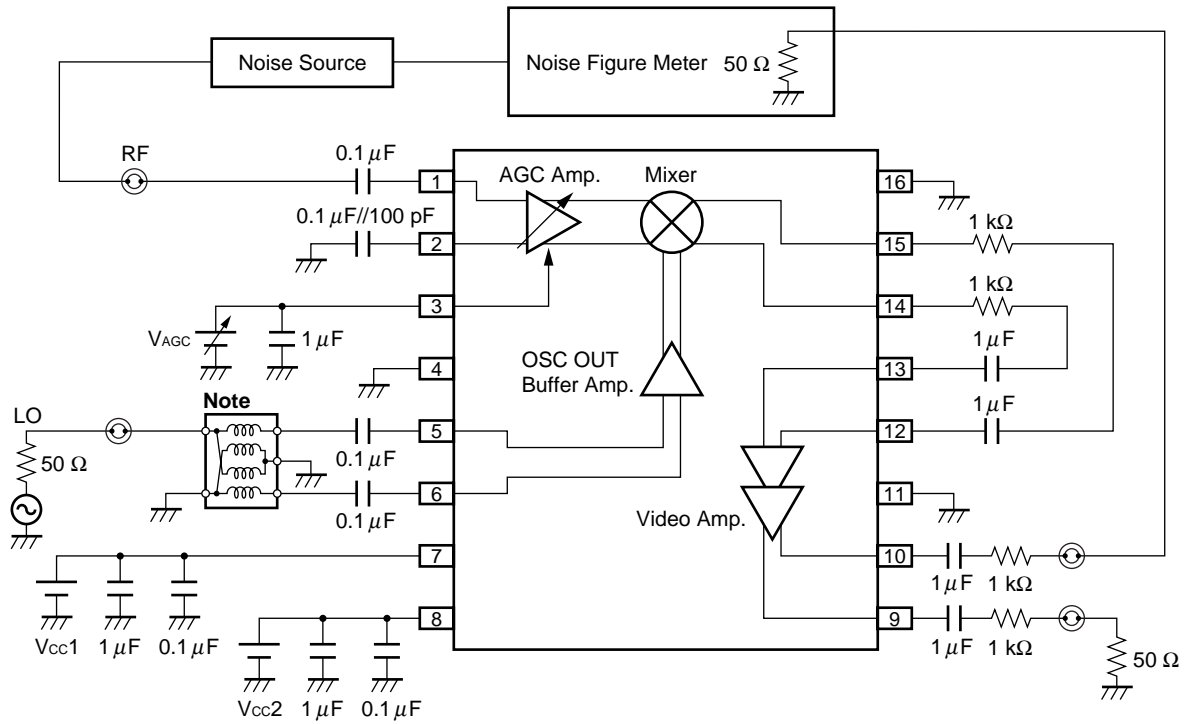 Noise Source
Noise Figure Meter
50 Ω
RF
0.1 µF
1
AGC Amp.
Mixer
16
0.1 µF//100 pF
2
1 kΩ
15
VAGC
1 µF
3
1 kΩ
14
4
OSC OUT
Buffer Amp.
1 µF
13
LO
Note
50 Ω
0.1 µF
5
1 µF
12
0.1 µF
6
11
Video Amp.
7
10
1 µF
1 kΩ
VCC1
1 µF
0.1 µF
8
9
1 µF
1 kΩ
50 Ω
VCC2
1 µF
0.1 µF